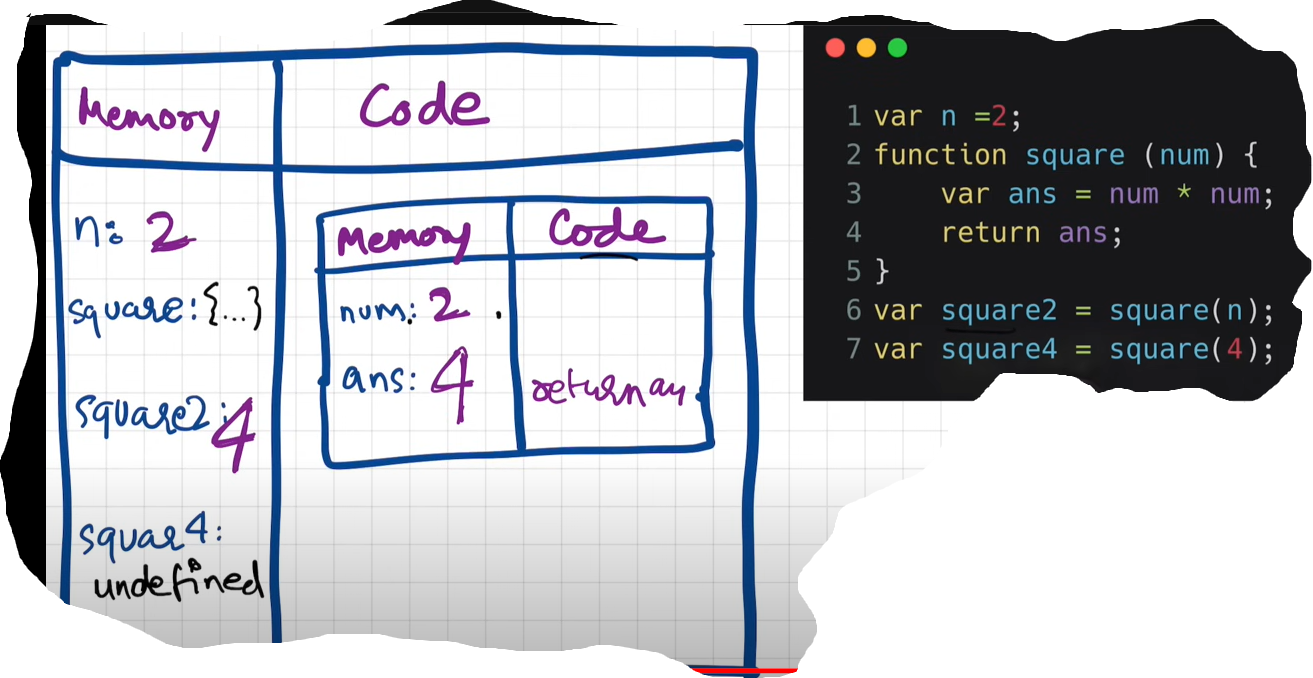 Memory Code
n: 2
square: {...}
square2: 4
squar4:
undefined
Memory Code
num: 2
ans: 4
return an
1 var n =2;
2 function square (num) {
3     var ans = num * num;
4     return ans;
5 }
6 var square2 = square(n);
7 var square4 = square(4);